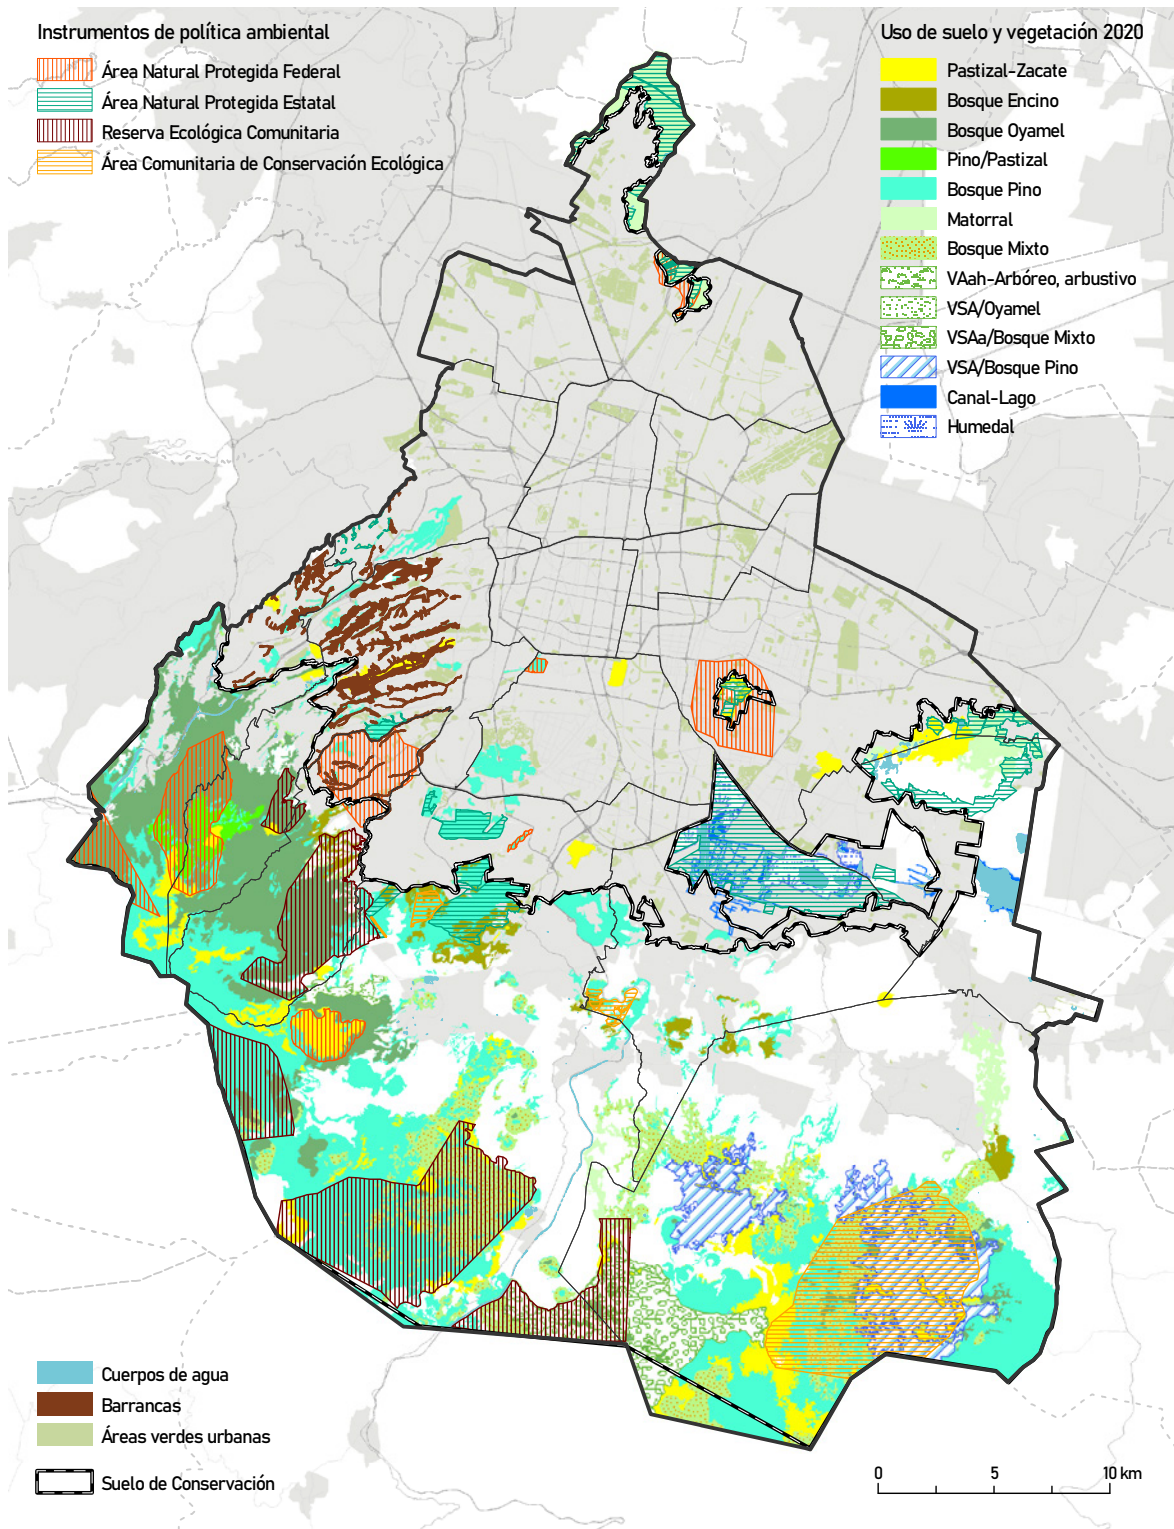 Instrumentos de política ambiental
Área Natural Protegida Federal
Área Natural Protegida Estatal
Reserva Ecológica Comunitaria
Área Comunitaria de Conservación Ecológica
Uso de suelo y vegetación 2020
Pastizal-Zacate
Bosque Encino
Bosque Oyamel
Pino/Pastizal
Bosque Pino
Matorral
Bosque Mixto
VAah-Arbóreo, arbustivo
VSA/Oyamel
VSAa/Bosque Mixto
VSA/Bosque Pino
Canal-Lago
Humedal
Cuerpos de agua
Barrancas
Áreas verdes urbanas
Suelo de Conservación
0 5 10 km